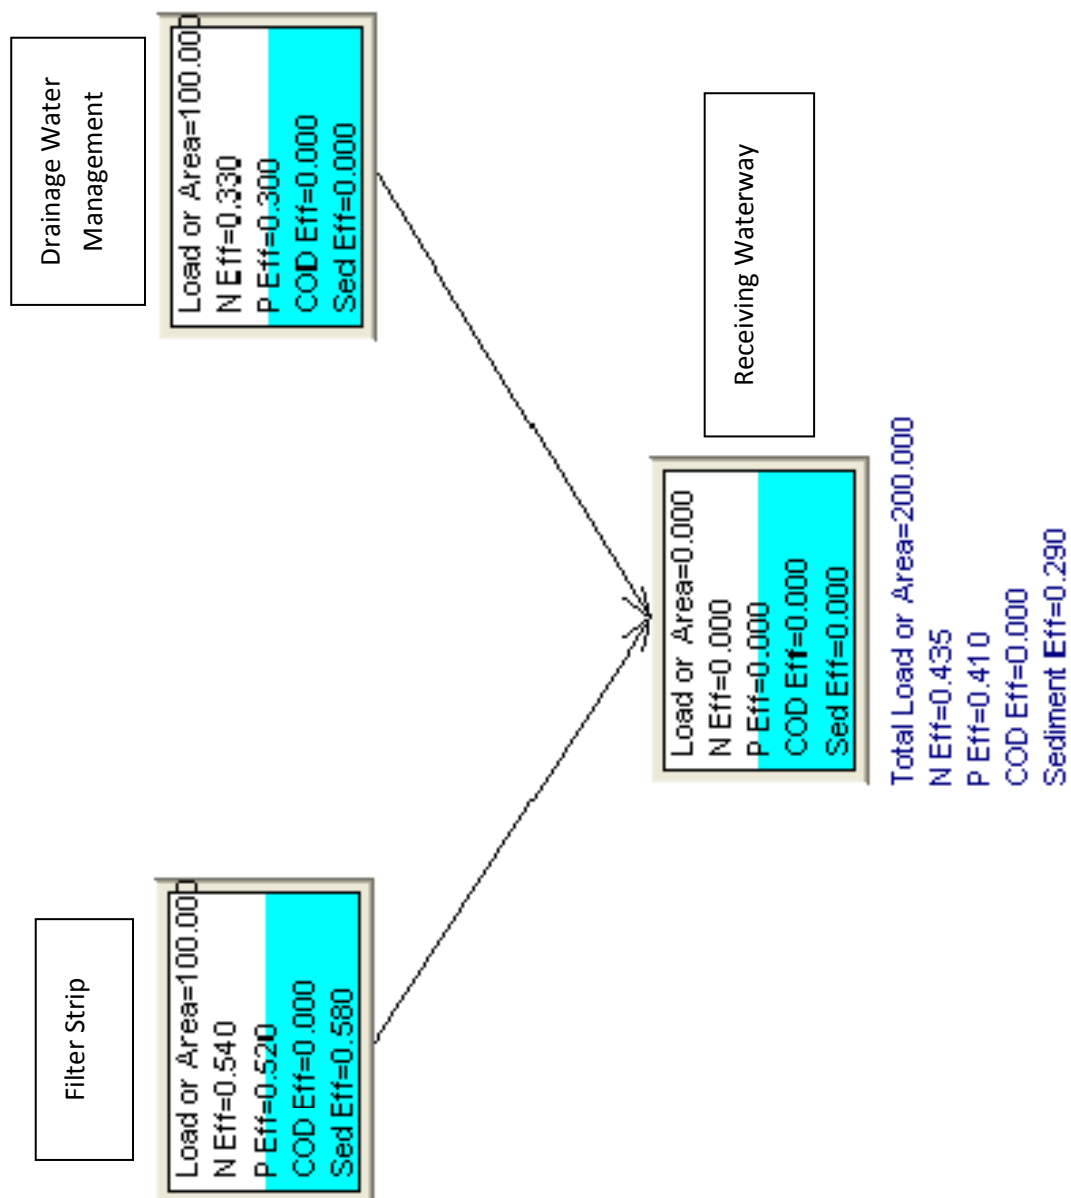 Filter Strip
Load or Area=100.000
N Eff=0.540
P Eff=0.520
COD Eff=0.000
Sed Eff=0.580
Drainage Water
Management
Load or Area=100.000
N Eff=0.330
P Eff=0.300
COD Eff=0.000
Sed Eff=0.000
Receiving Waterway
Load or Area=0.000
N Eff=0.000
P Eff=0.000
COD Eff=0.000
Sed Eff=0.000
Total Load or Area=200.000
N Eff=0.435
P Eff=0.410
COD Eff=0.000
Sediment Eff=0.290